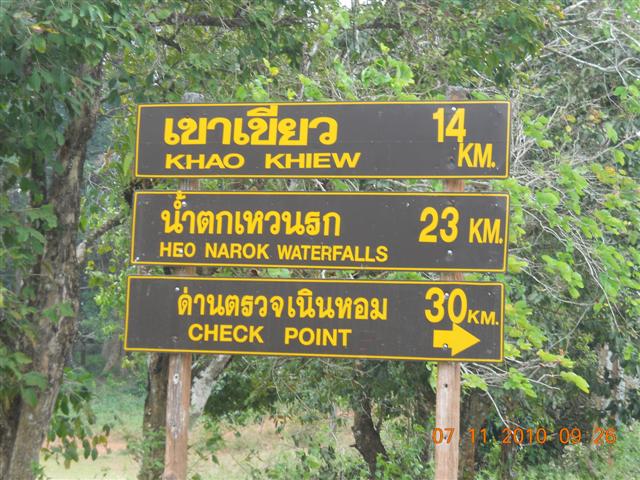 เขาเขียว 14
KHAO KHIEW KM.
น้ำตกเหวนรก 23 KM.
HEO NAROK WATERFALLS
ด่านตรวจเนินหอม 30 KM.
CHECK POINT
07 11 2010 09 26